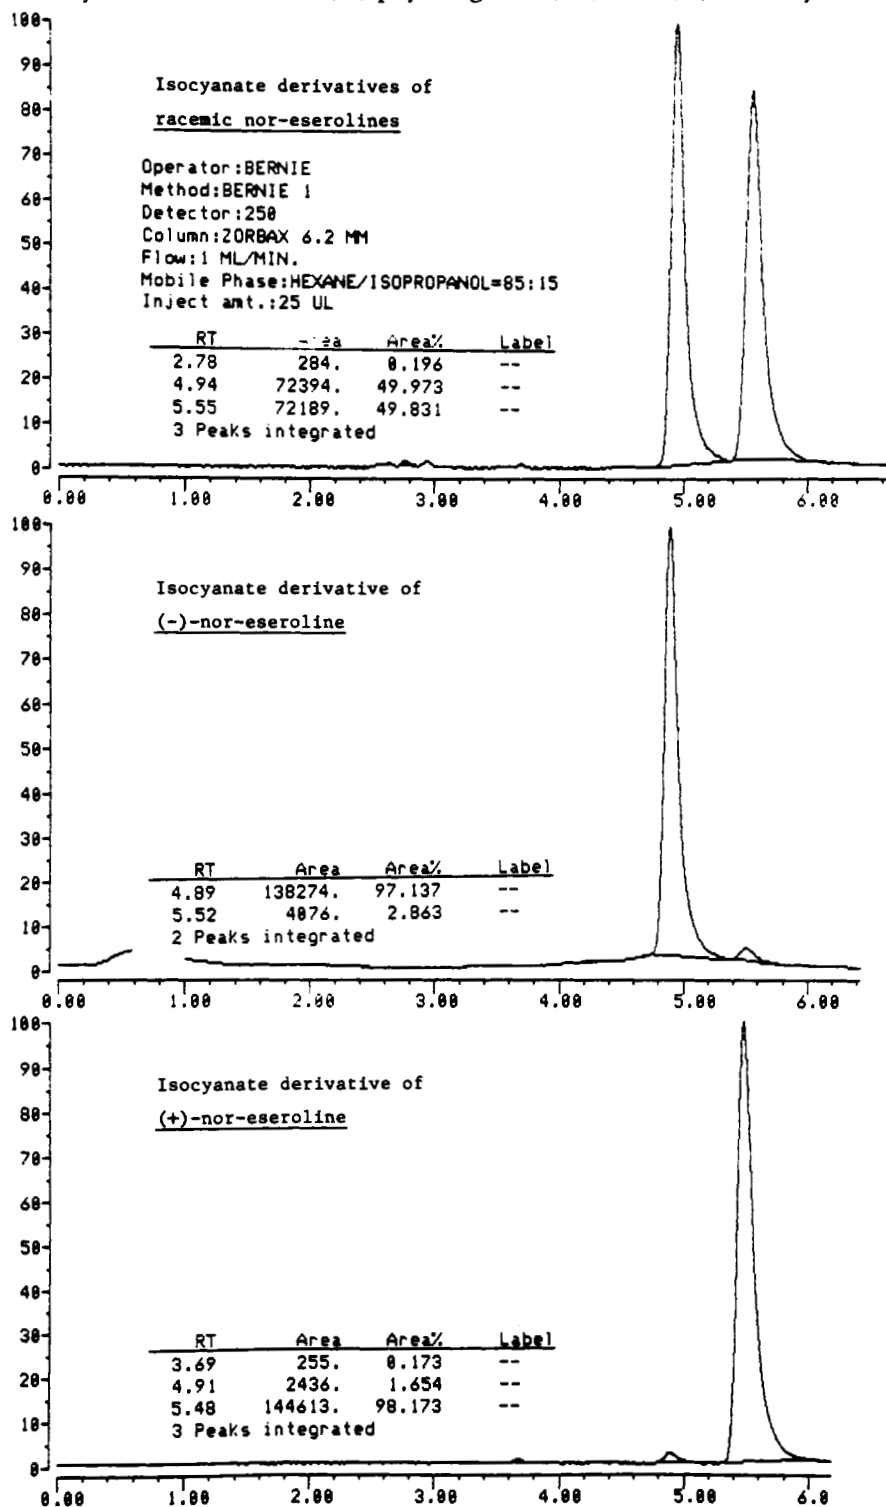 100
90
80
70
60
50
40
30
20
10
0
Isocyanate derivatives of
racemic nor-eserolines
Operator:BERNIE
Method:BERNIE 1
Detector:250
Column:ZORBAX 6.2 MM
Flow:1 ML/MIN.
Mobile Phase:HEXANE/ISOPROPANOL=85:15
Inject amt.:25 UL
RT Area% Label
2.78 284. 0.196 --
4.94 72394. 49.973 --
5.55 72189. 49.831 --
3 Peaks integrated
0.00 1.00 2.00 3.00 4.00 5.00 6.00
100
90
80
70
60
50
40
30
20
10
0
Isocyanate derivative of
(-)-nor-eseroline
RT Area Area% Label
4.89 138274. 97.137 --
5.52 4076. 2.863 --
2 Peaks integrated
0.00 1.00 2.00 3.00 4.00 5.00 6.00
100
90
80
70
60
50
40
30
20
10
0
Isocyanate derivative of
(+)-nor-eseroline
RT Area Area% Label
3.69 255. 0.173 --
4.91 2436. 1.654 --
5.48 144613. 98.173 --
3 Peaks integrated
0.00 1.00 2.00 3.00 4.00 5.00 6.0